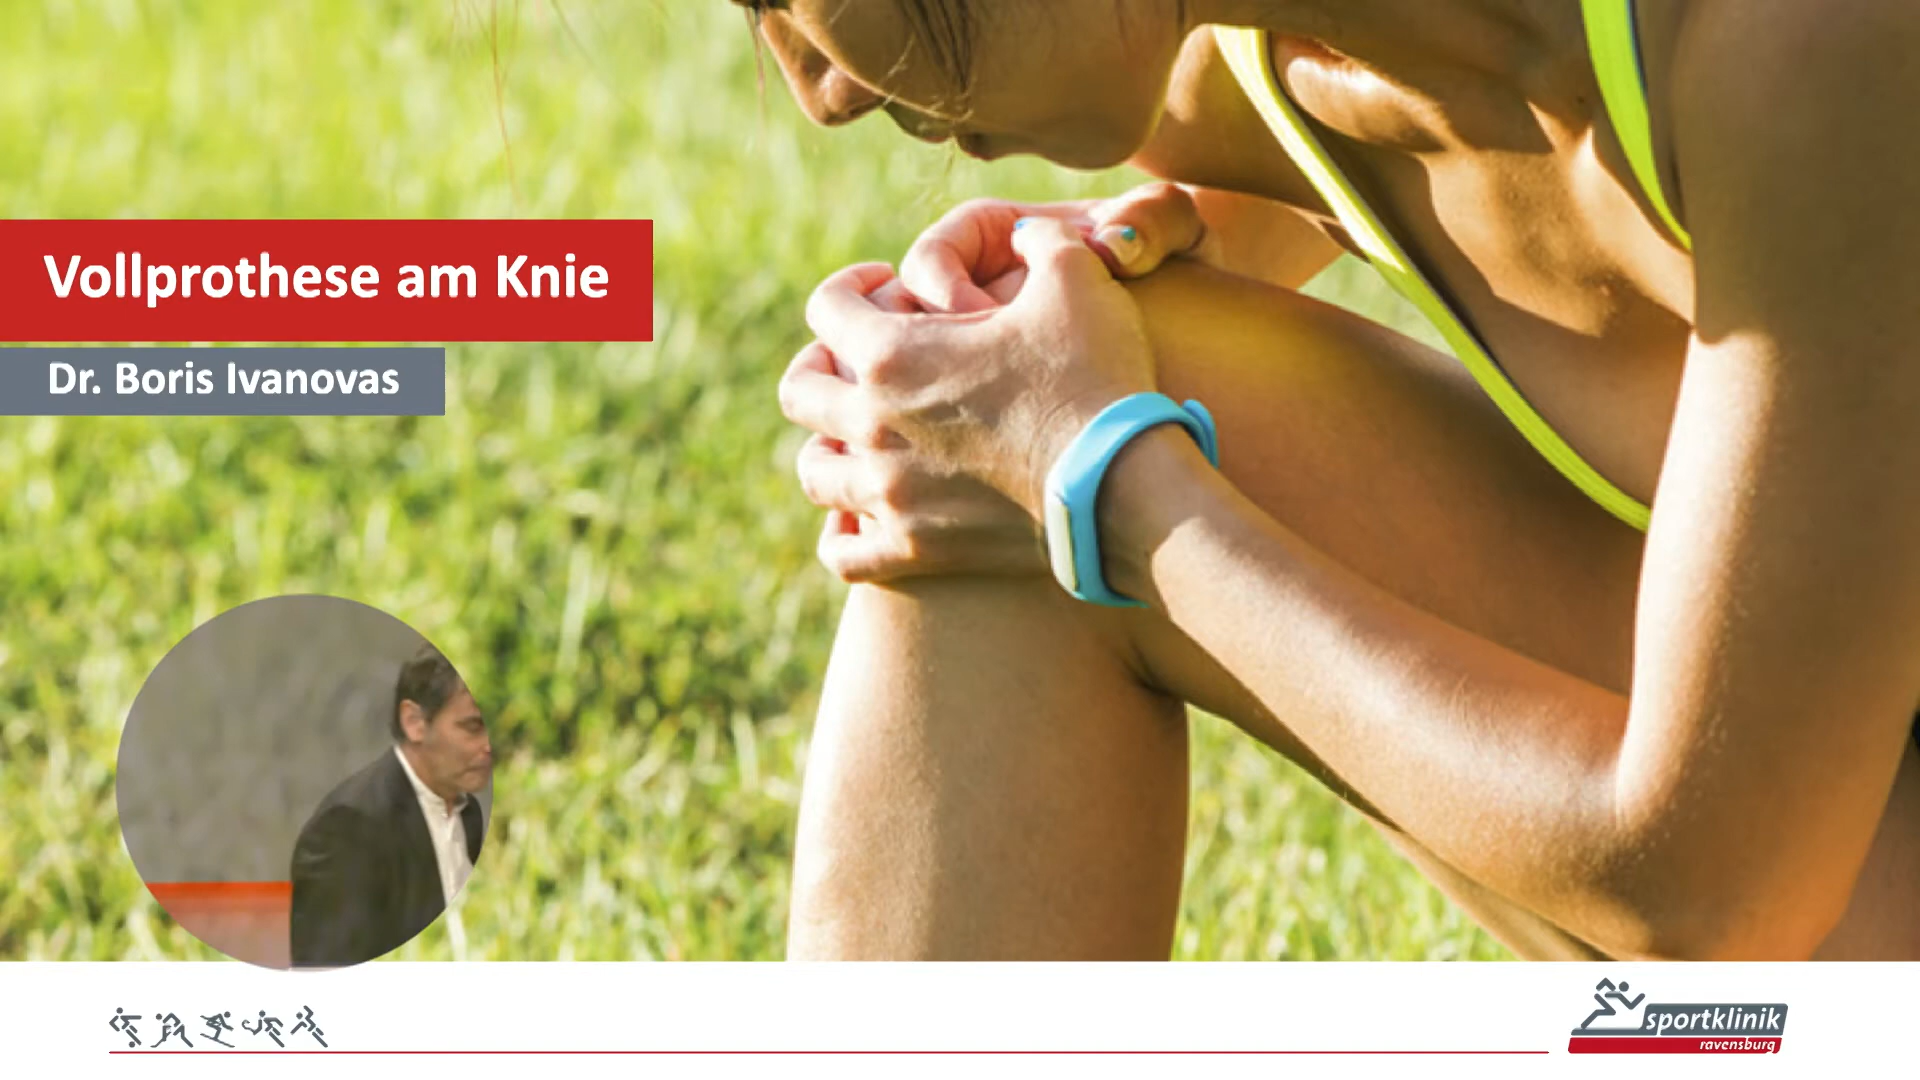 Vollprothese am Knie
Dr. Boris Ivanovas
sportklinik
ravensburg